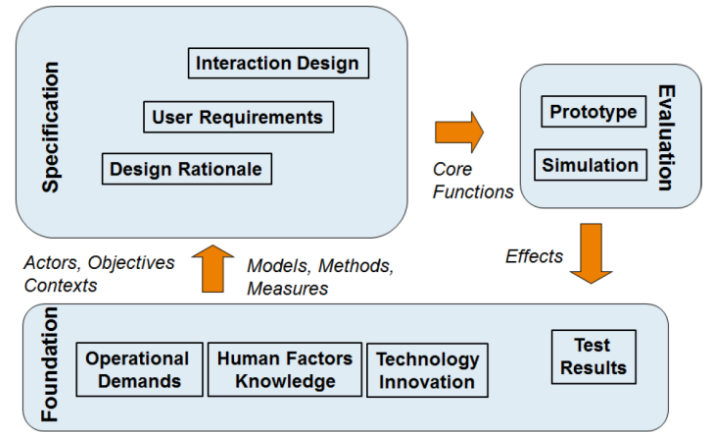 Specification
Interaction Design
User Requirements
Design Rationale
Core
Functions
Evaluation
Prototype
Simulation
Actors, Objectives
Contexts
Models, Methods,
Measures
Effects
Foundation
Operational
Demands
Human Factors
Knowledge
Technology
Innovation
Test
Results